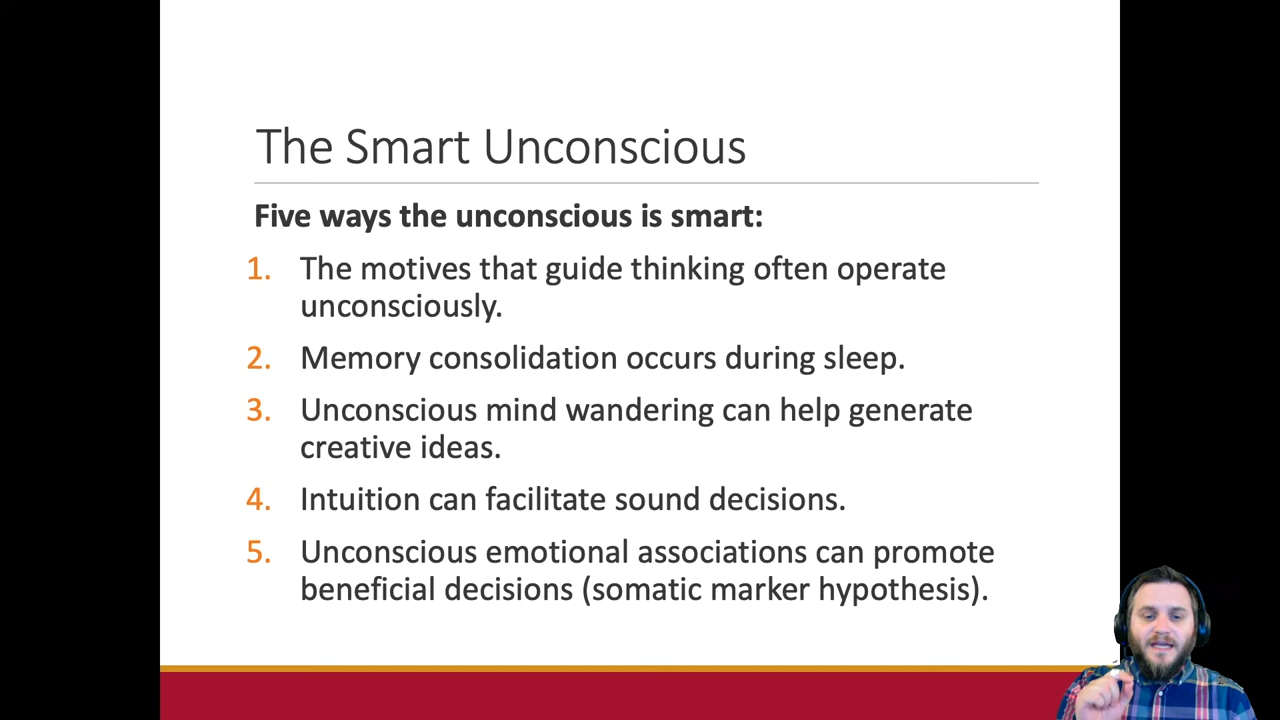 The Smart Unconscious
Five ways the unconscious is smart:
1. The motives that guide thinking often operate
unconsciously.
2. Memory consolidation occurs during sleep.
3. Unconscious mind wandering can help generate
creative ideas.
4. Intuition can facilitate sound decisions.
5. Unconscious emotional associations can promote
beneficial decisions (somatic marker hypothesis).